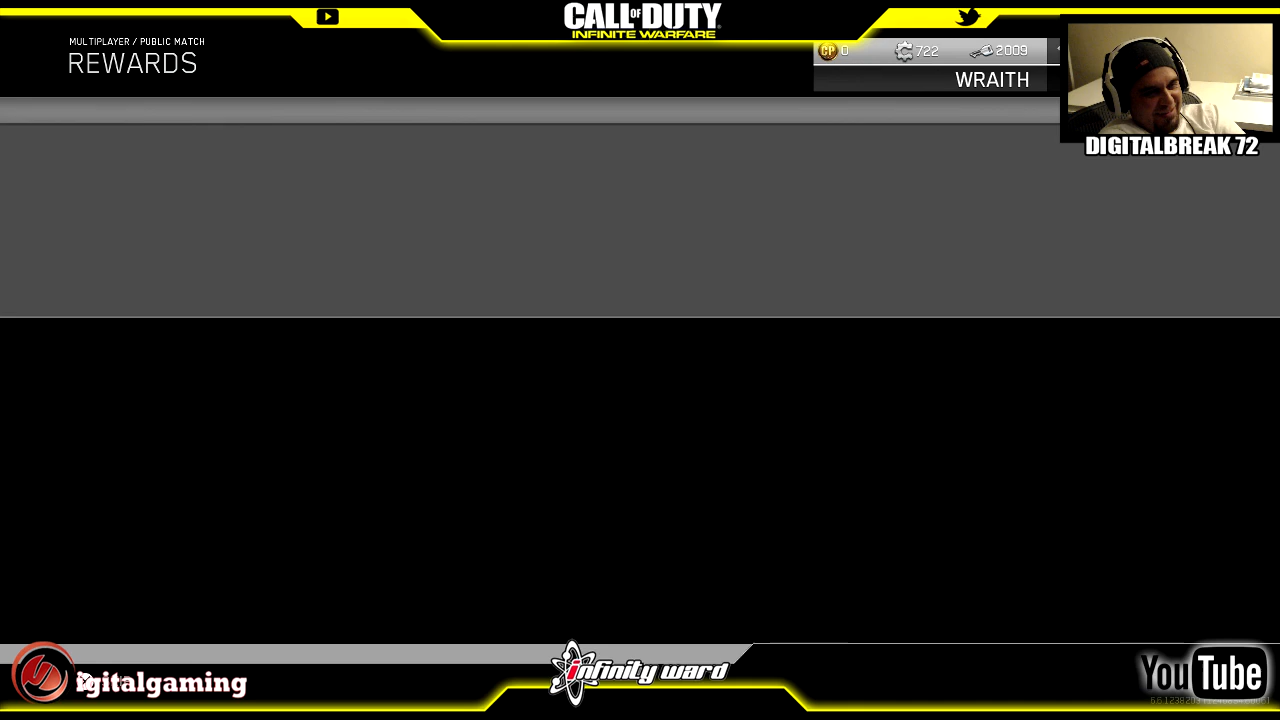 CALL OF DUTY
INFINITE WARFARE
MULTIPLAYER / PUBLIC MATCH
REWARDS
CP 0 722 2009
WRAITH
DIGITALBREAK 72
igitalgaming
infinity ward
YouTube